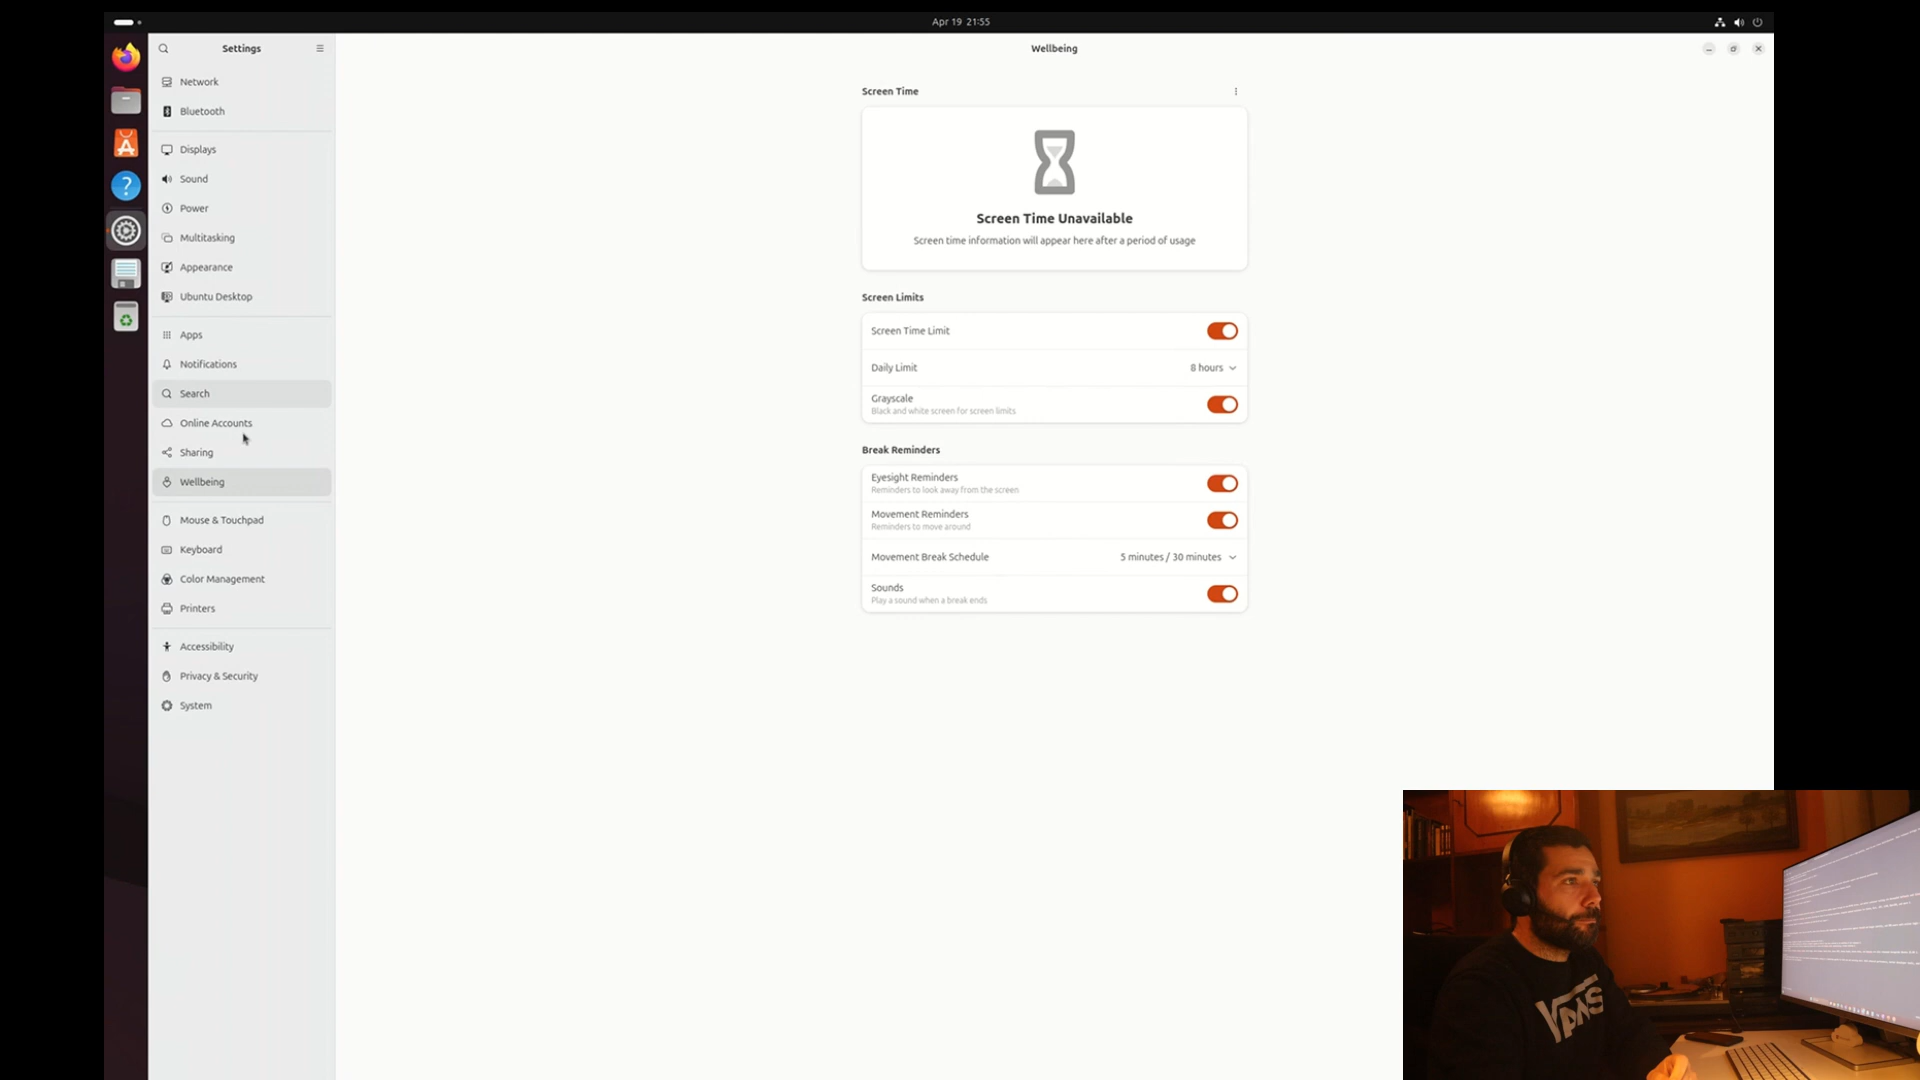 Apr 19 21:55
Settings
Network
Bluetooth
Displays
Sound
Power
Multitasking
Appearance
Ubuntu Desktop
Apps
Notifications
Search
Online Accounts
Sharing
Wellbeing
Mouse & Touchpad
Keyboard
Color Management
Printers
Accessibility
Privacy & Security
System
Wellbeing
Screen Time
Screen Time Unavailable
Screen time information will appear here after a period of usage
Screen Limits
Screen Time Limit
Daily Limit 8 hours
Grayscale
Black and white screen for screen limits
Break Reminders
Eyesight Reminders
Reminders to look away from the screen
Movement Reminders
Reminders to move around
Movement Break Schedule 5 minutes / 30 minutes
Sounds
Play a sound when a break ends
VANS